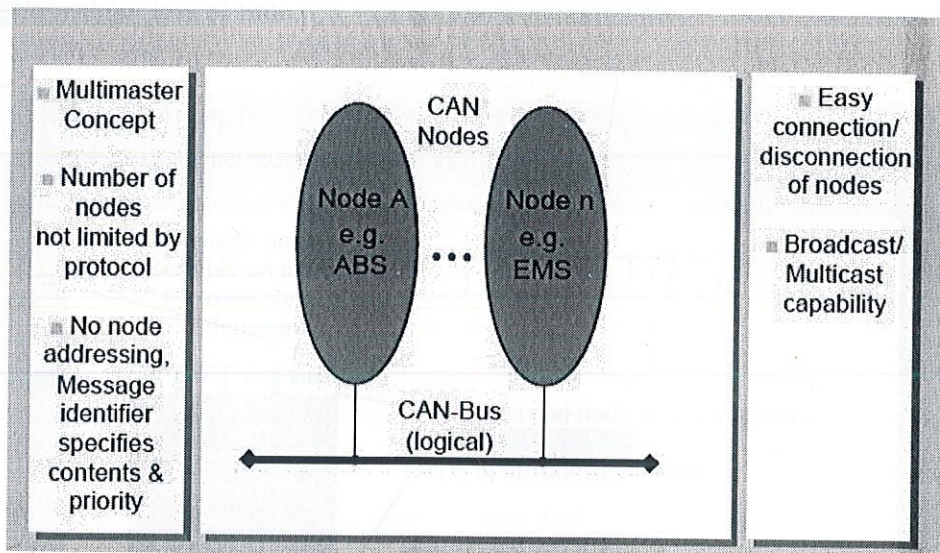 Multimaster
Concept
Number of
nodes
not limited by
protocol
No node
addressing,
Message
identifier
specifies
contents &
priority
CAN
Nodes
Node A
e.g.
ABS
...
Node n
e.g.
EMS
CAN-Bus
(logical)
Easy
connection/
disconnection
of nodes
Broadcast/
Multicast
capability